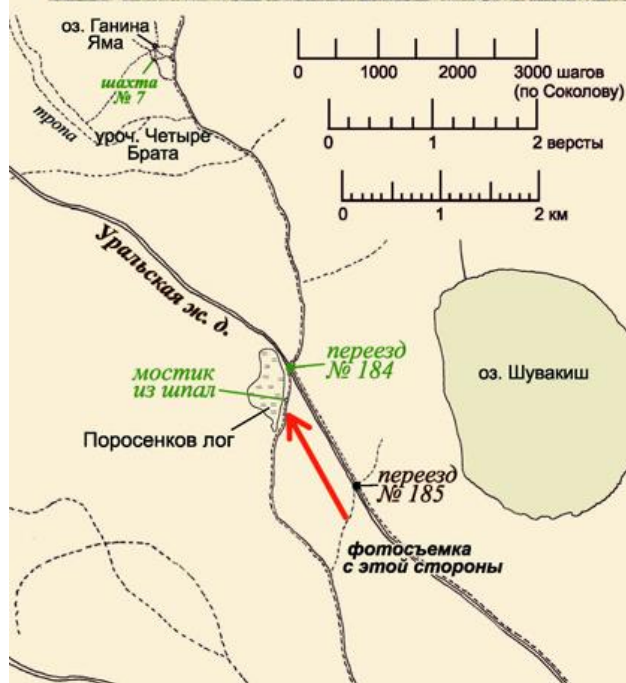 оз. Ганина
Яма
шахта
№ 7
тропа
уроч. Четыре
Брата
0 1000 2000 3000 шагов
(по Соколову)
0 1 2 версты
0 1 2 км
Уральская ж. д.
переезд
№ 184
мостик
из шпал
оз. Шувакиш
Поросенков лог
переезд
№ 185
фотосъемка
с этой стороны